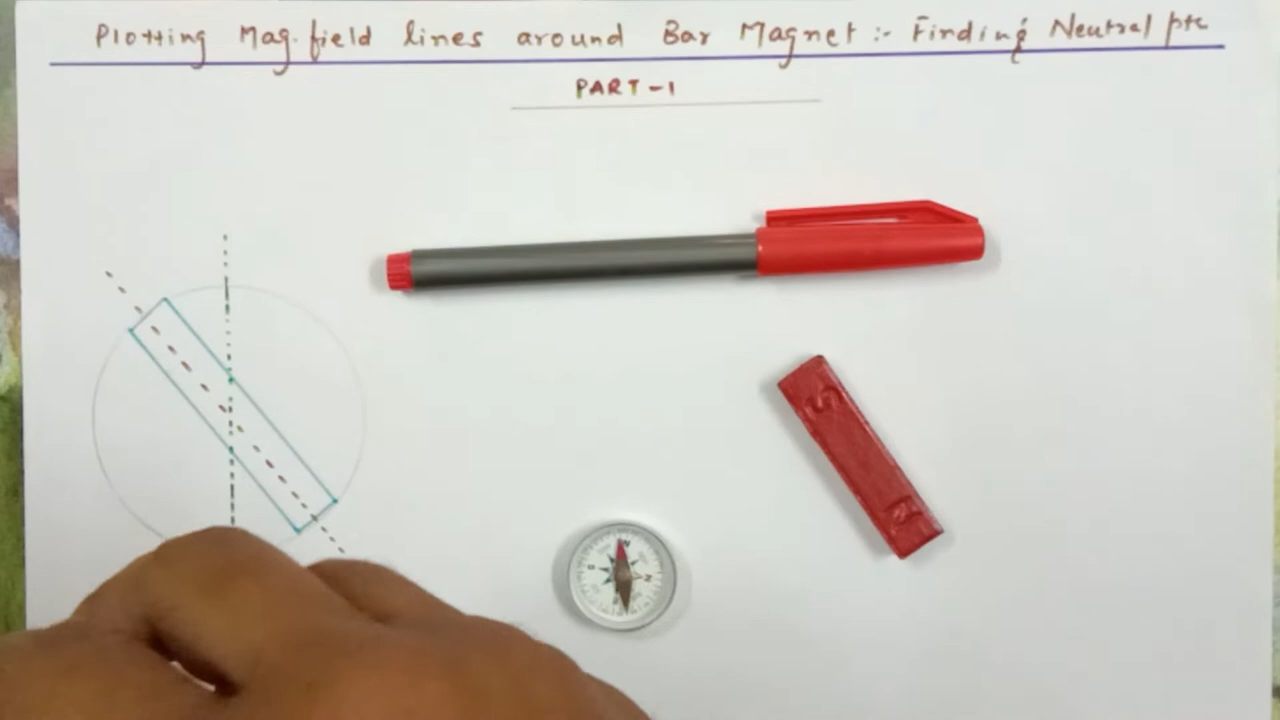 Plotting Mag. field lines around Bar Magnet :- Finding Neutral pts
PART-1
S
N
N